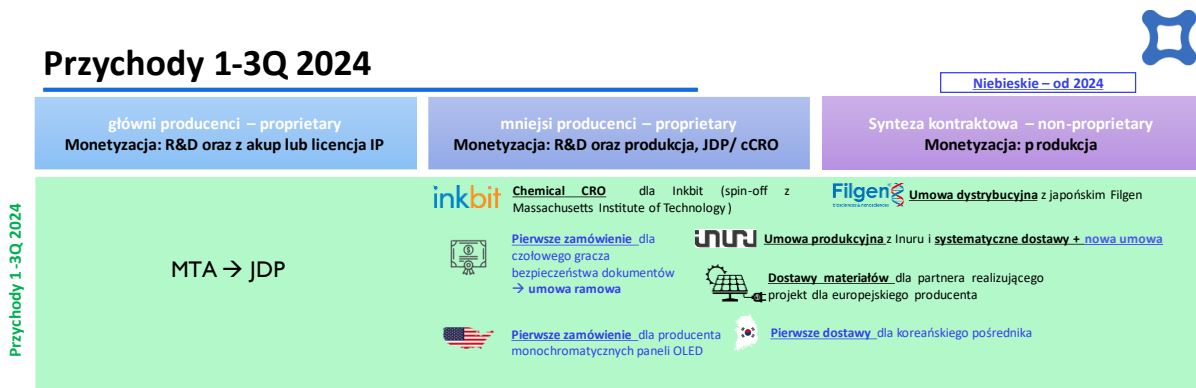 Przychody 1-3Q 2024
Niebieskie – od 2024
główni producenci – proprietary
Monetyzacja: R&D oraz z akup lub licencja IP
mniejsi producenci – proprietary
Monetyzacja: R&D oraz produkcja, JDP/ cCRO
Synteza kontraktowa – non-proprietary
Monetyzacja: produkcja
Przychody 1-3Q 2024
MTA → JDP
inkbit
Chemical CRO dla Inkbit (spin-off z
Massachusetts Institute of Technology)
Filgen
Umowa dystrybucyjna z japońskim Filgen
Pierwsze zamówienie dla
czołowego gracza
bezpieczeństwa dokumentów
→ umowa ramowa
inuru
Umowa produkcyjna z Inuru i systematyczne dostawy + nowa umowa
Dostawy materiałów dla partnera realizującego
projekt dla europejskiego producenta
Pierwsze zamówienie dla producenta
monochromatycznych paneli OLED
Pierwsze dostawy dla koreańskiego pośrednika